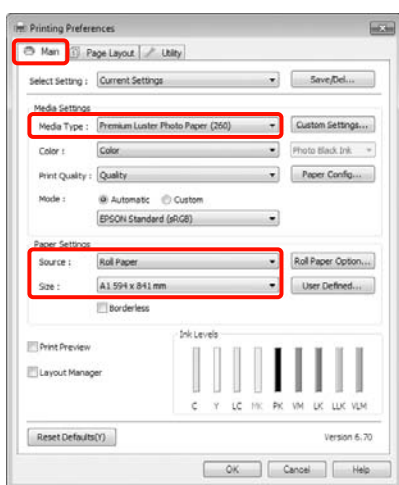 Printing Preferences
Main Page Layout Utility
Select Setting : Current Settings Save/Del...
Media Settings
Media Type : Premium Luster Photo Paper (260) Custom Settings...
Color : Color Photo Black Ink
Print Quality : Quality Paper Config...
Mode : Automatic Custom
EPSON Standard (sRGB)
Paper Settings
Source : Roll Paper Roll Paper Option...
Size : A1 594 x 841 mm User Defined...
Borderless
Ink Levels
Print Preview
Layout Manager
C Y LC MK PK VM LK LLK VLM
Reset Defaults(Y) Version 6.70
OK Cancel Help